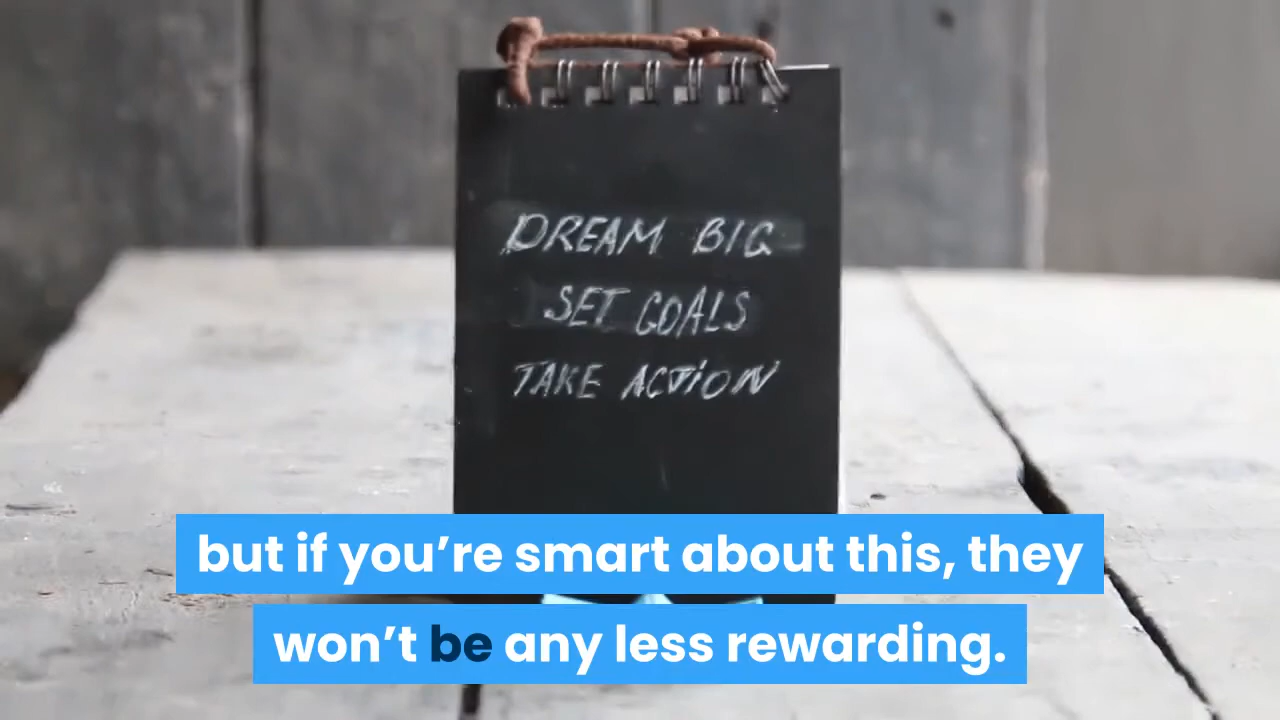 DREAM BIG
SET GOALS
TAKE ACTION
but if you’re smart about this, they
won’t be any less rewarding.